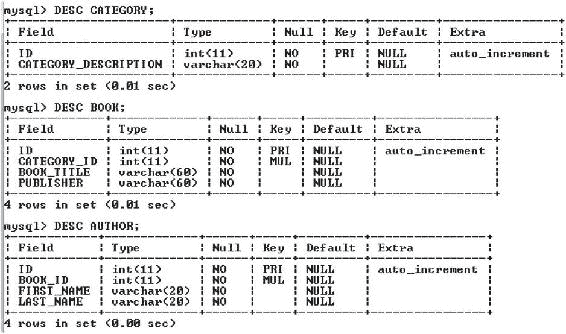 mysql> DESC CATEGORY;
| Field | Type | Null | Key | Default | Extra |
| ID | int(11) | NO | PRI | NULL | auto_increment |
| CATEGORY_DESCRIPTION | varchar(20) | NO | | NULL | |
2 rows in set (0.01 sec)
mysql> DESC BOOK;
| Field | Type | Null | Key | Default | Extra |
| ID | int(11) | NO | PRI | NULL | auto_increment |
| CATEGORY_ID | int(11) | NO | MUL | NULL | |
| BOOK_TITLE | varchar(60) | NO | | NULL | |
| PUBLISHER | varchar(60) | NO | | NULL | |
4 rows in set (0.01 sec)
mysql> DESC AUTHOR;
| Field | Type | Null | Key | Default | Extra |
| ID | int(11) | NO | PRI | NULL | auto_increment |
| BOOK_ID | int(11) | NO | MUL | NULL | |
| FIRST_NAME | varchar(20) | NO | | NULL | |
| LAST_NAME | varchar(20) | NO | | NULL | |
4 rows in set (0.00 sec)